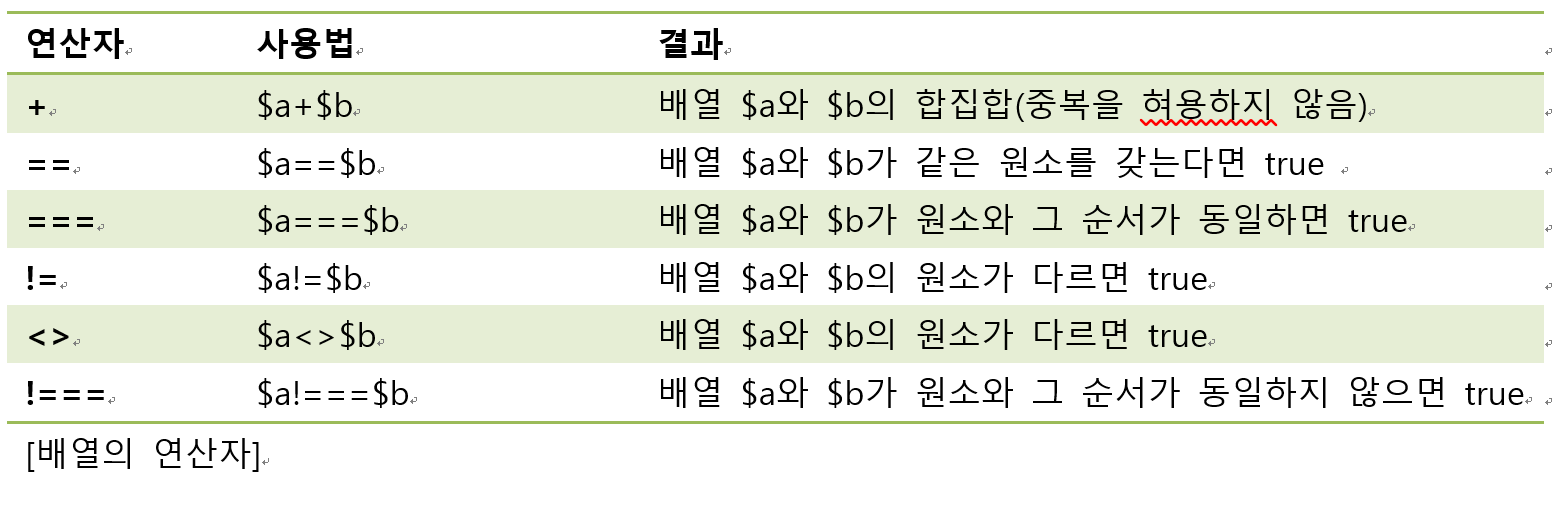 연산자 사용법 결과
+ $a+$b 배열 $a와 $b의 합집합(중복을 혀용하지 않음)
== $a==$b 배열 $a와 $b가 같은 원소를 갖는다면 true
=== $a===$b 배열 $a와 $b가 원소와 그 순서가 동일하면 true
!= $a!=$b 배열 $a와 $b의 원소가 다르면 true
<> $a<>$b 배열 $a와 $b의 원소가 다르면 true
!=== $a!===$b 배열 $a와 $b가 원소와 그 순서가 동일하지 않으면 true
[배열의 연산자]